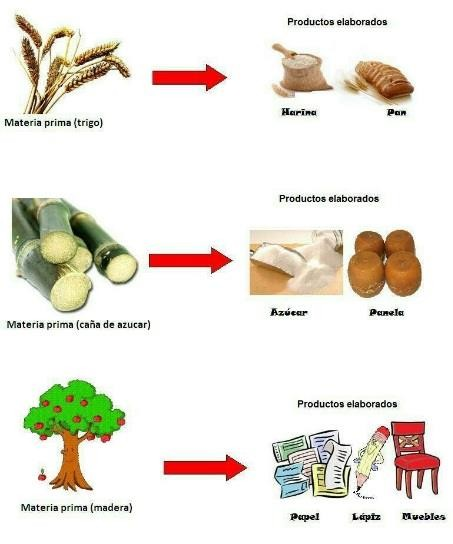 Productos elaborados
Harina Pan
Materia prima (trigo)
Productos elaborados
Azúcar Panela
Materia prima (caña de azucar)
Productos elaborados
Materia prima (madera)
Papel Lápiz Muebles